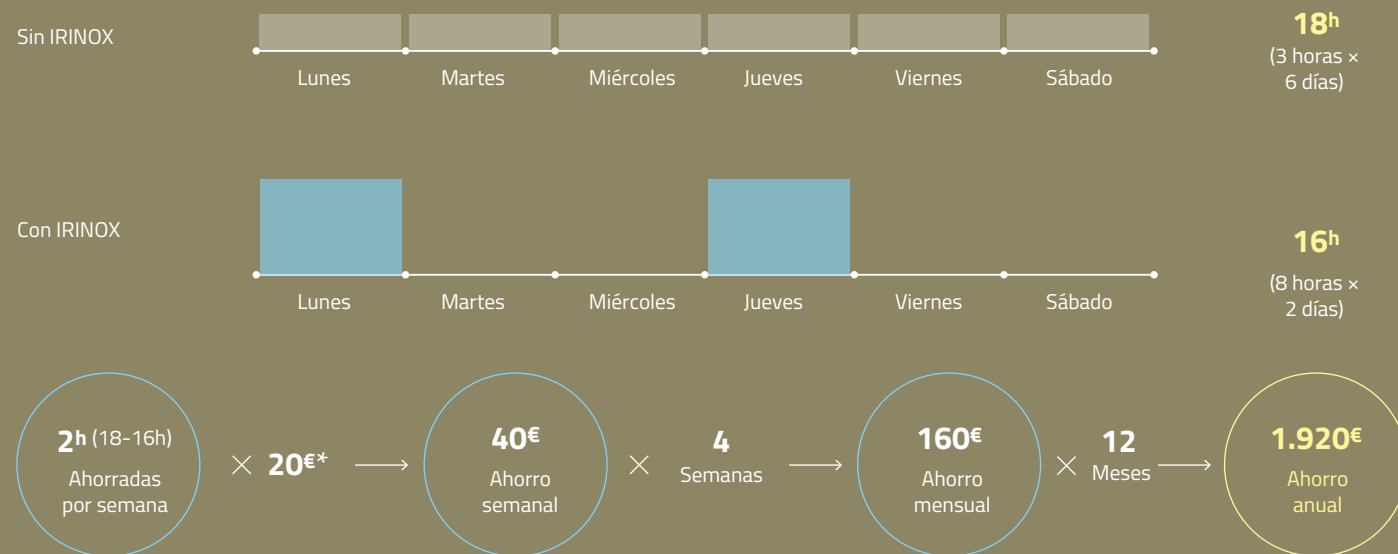 Sin IRINOX
18h
(3 horas ×
6 días)
Lunes
Martes
Miércoles
Jueves
Viernes
Sábado
Con IRINOX
16h
(8 horas ×
2 días)
Lunes
Martes
Miércoles
Jueves
Viernes
Sábado
2h (18-16h)
Ahorradas
por semana
× 20€*
40€
Ahorro
semanal
×
4
Semanas
160€
Ahorro
mensual
×
12
Meses
1.920€
Ahorro
anual